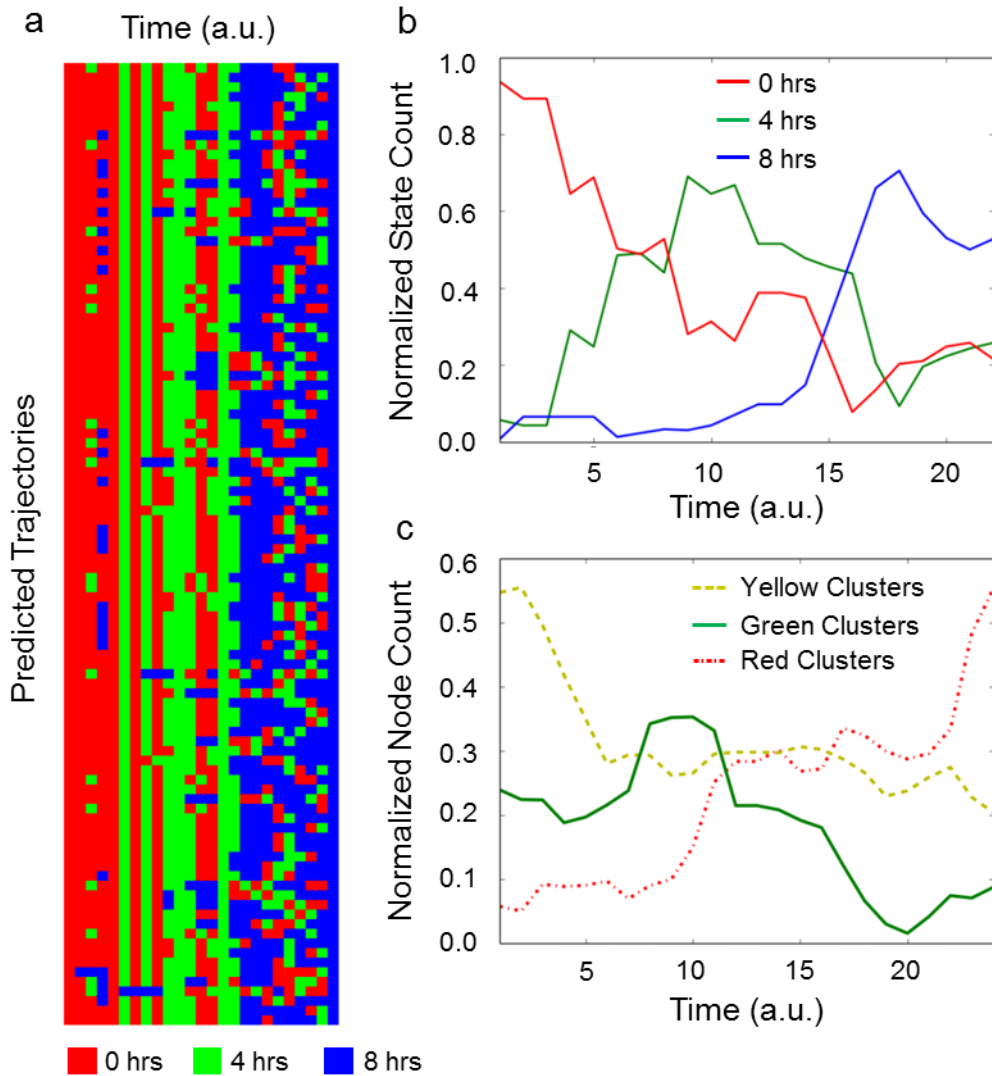 a
Time (a.u.)
Predicted Trajectories
0 hrs
4 hrs
8 hrs
b
Normalized State Count
1.0
0.8
0.6
0.4
0.2
0.0
0 hrs
4 hrs
8 hrs
5
10
15
20
Time (a.u.)
c
Normalized Node Count
0.6
0.5
0.4
0.3
0.2
0.1
0.0
Yellow Clusters
Green Clusters
Red Clusters
5
10
15
20
Time (a.u.)